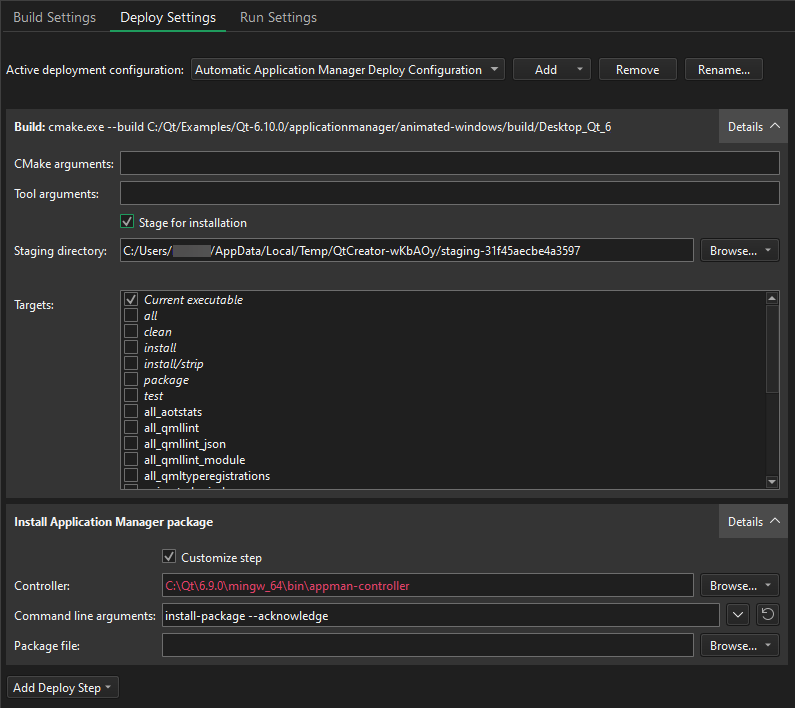 Build Settings Deploy Settings Run Settings
Active deployment configuration: Automatic Application Manager Deploy Configuration Add Remove Rename...
Build: cmake.exe --build C:/Qt/Examples/Qt-6.10.0/applicationmanager/animated-windows/build/Desktop_Qt_6 Details
CMake arguments:
Tool arguments:
Stage for installation
Staging directory: C:/Users/ /AppData/Local/Temp/QtCreator-wKbAOy/staging-31f45aecbe4a3597 Browse...
Targets: Current executable
all
clean
install
install/strip
package
test
all_aotstats
all_qmllint
all_qmllint_json
all_qmllint_module
all_qmltyperegistrations
Install Application Manager package Details
Customize step
Controller: C:\Qt\6.9.0\mingw_64\bin\appman-controller Browse...
Command line arguments: install-package --acknowledge
Package file: Browse...
Add Deploy Step